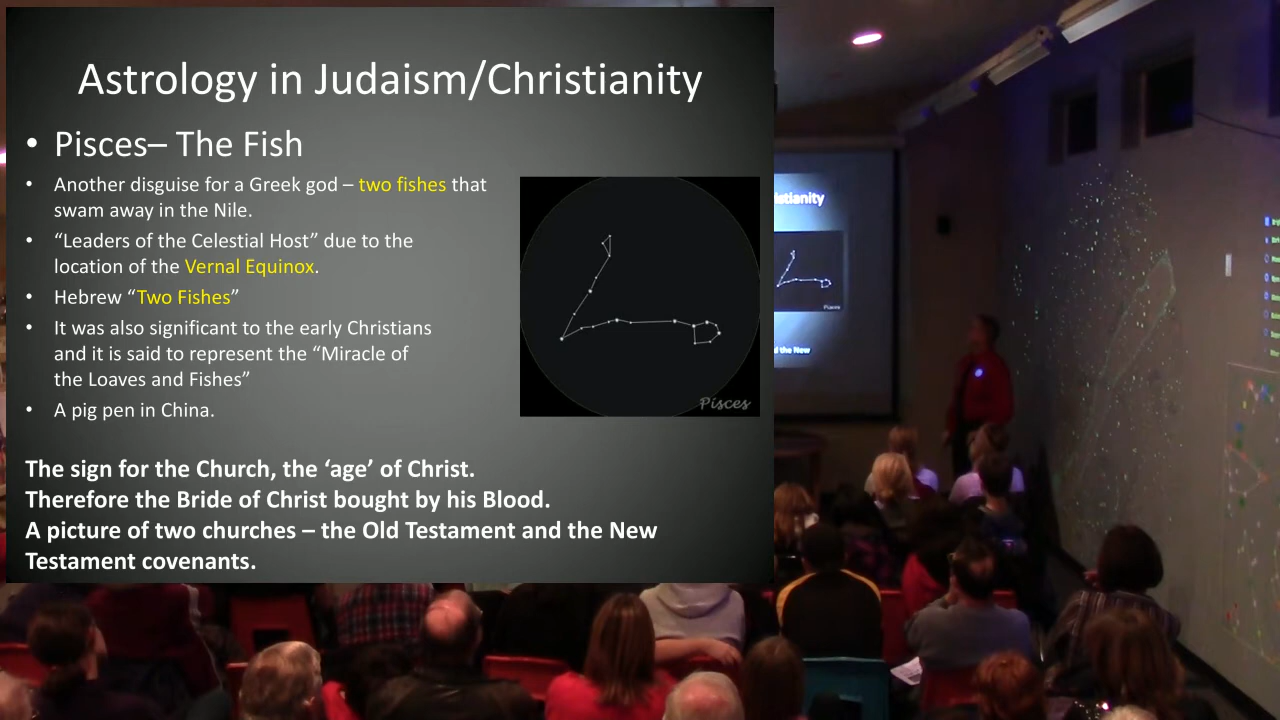 Astrology in Judaism/Christianity
• Pisces– The Fish
• Another disguise for a Greek god – two fishes that
swam away in the Nile.
• “Leaders of the Celestial Host” due to the
location of the Vernal Equinox.
• Hebrew “Two Fishes”
• It was also significant to the early Christians
and it is said to represent the “Miracle of
the Loaves and Fishes”
• A pig pen in China.
Pisces
The sign for the Church, the ‘age’ of Christ.
Therefore the Bride of Christ bought by his Blood.
A picture of two churches – the Old Testament and the New
Testament covenants.
istianity
Pisces
d the New